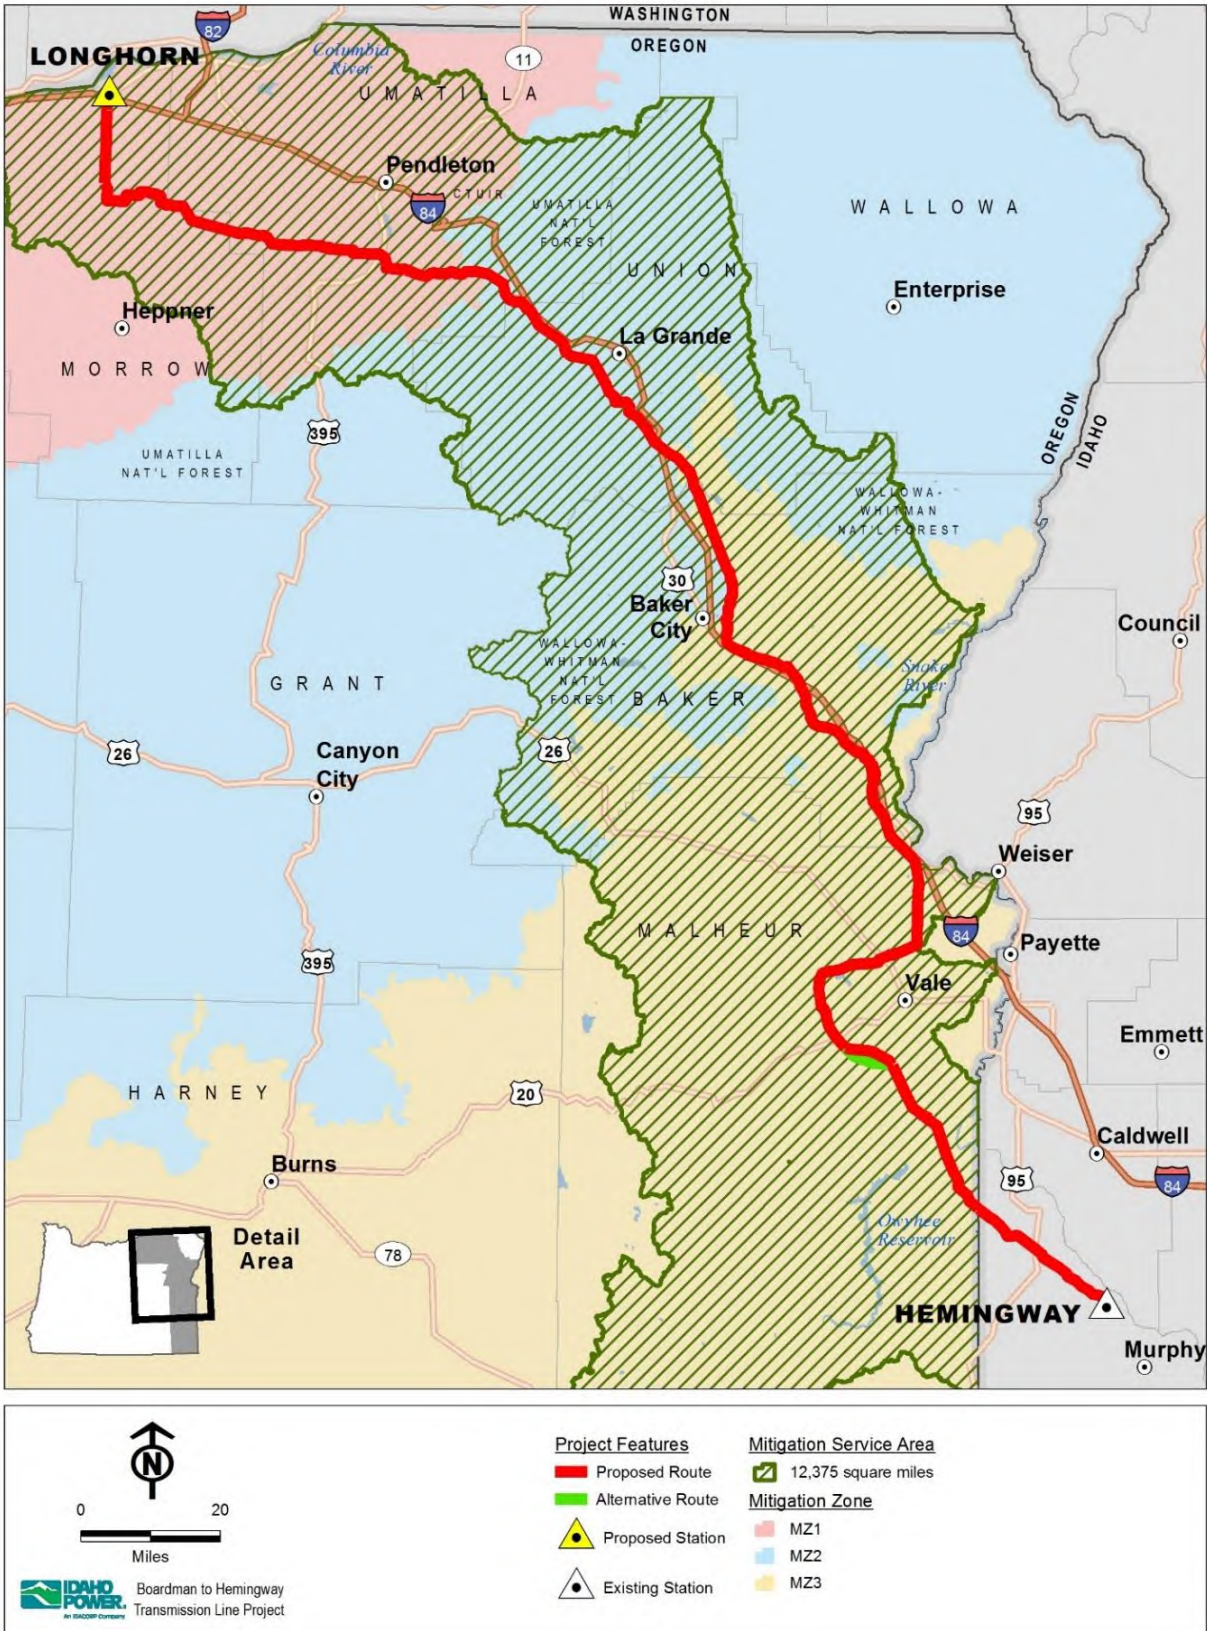 WASHINGTON
OREGON
82
LONGHORN
Columbia
River
11
UMATILLA
Pendleton
CTUIR
84
UMATILLA
NAT'L
FOREST
WALLOWA
UNION
Enterprise
Heppner
La Grande
MORROW
OREGON
IDAHO
395
UMATILLA
NAT'L FOREST
WALLOWA-
WHITMAN
NAT'L FOREST
30
Baker
City
Council
WALLOWA-
WHITMAN
NAT'L
FOREST
Snake
River
GRANT
BAKER
26
26
Canyon
City
95
Weiser
MALHEUR
84
Payette
395
Vale
Emmett
HARNEY
20
Caldwell
Burns
95
84
Detail
Area
78
Owyhee
Reservoir
HEMINGWAY
Murphy
N
0 20
Miles
IDAHO
POWER.
An IDACORP Company
Boardman to Hemingway
Transmission Line Project
Project Features
Proposed Route
Alternative Route
Proposed Station
Existing Station
Mitigation Service Area
12,375 square miles
Mitigation Zone
MZ1
MZ2
MZ3